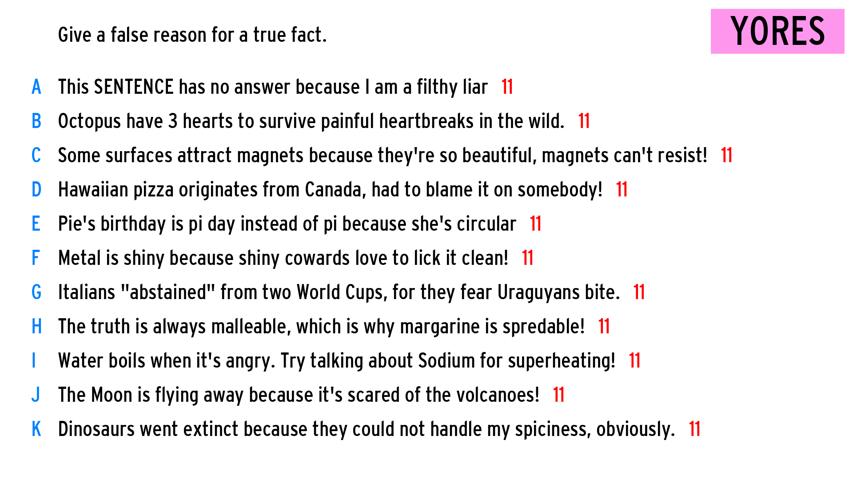 Give a false reason for a true fact.
YORES
A This SENTENCE has no answer because I am a filthy liar 11
B Octopus have 3 hearts to survive painful heartbreaks in the wild. 11
C Some surfaces attract magnets because they're so beautiful, magnets can't resist! 11
D Hawaiian pizza originates from Canada, had to blame it on somebody! 11
E Pie's birthday is pi day instead of pi because she's circular 11
F Metal is shiny because shiny cowards love to lick it clean! 11
G Italians "abstained" from two World Cups, for they fear Uraguyans bite. 11
H The truth is always malleable, which is why margarine is spredable! 11
I Water boils when it's angry. Try talking about Sodium for superheating! 11
J The Moon is flying away because it's scared of the volcanoes! 11
K Dinosaurs went extinct because they could not handle my spiciness, obviously. 11